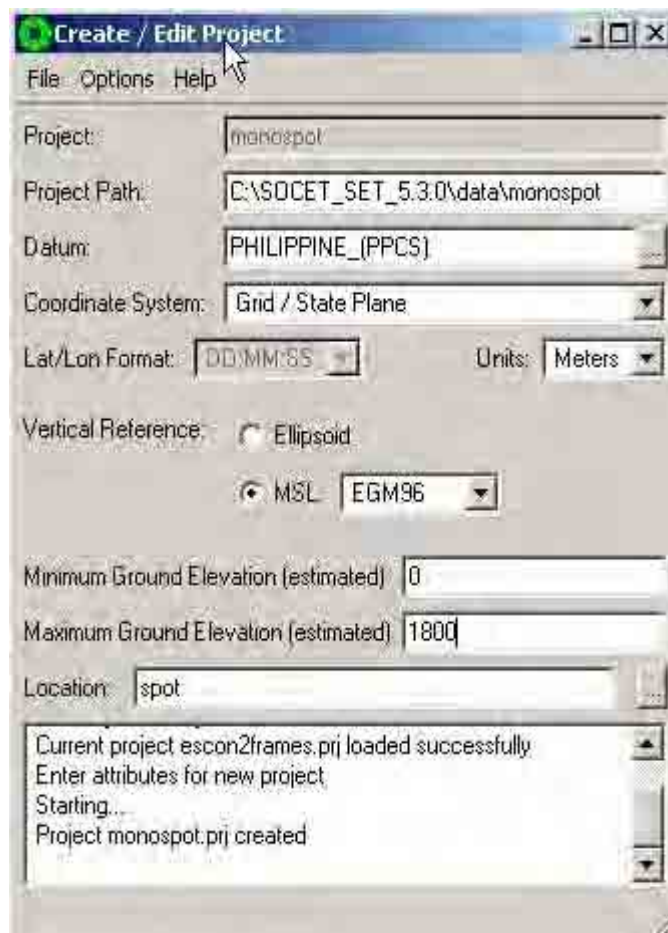 Create / Edit Project
File Options Help
Project: monospot
Project Path: C:\SOCET_SET_5.3.0\data\monospot
Datum: PHILIPPINE_(PPCS)
Coordinate System: Grid / State Plane
Lat/Lon Format: DD:MM:SS Units: Meters
Vertical Reference: Ellipsoid
MSL EGM96
Minimum Ground Elevation (estimated) 0
Maximum Ground Elevation (estimated) 1800
Location: spot
Current project escon2frames.prj loaded successfully
Enter attributes for new project
Starting...
Project monospot.prj created